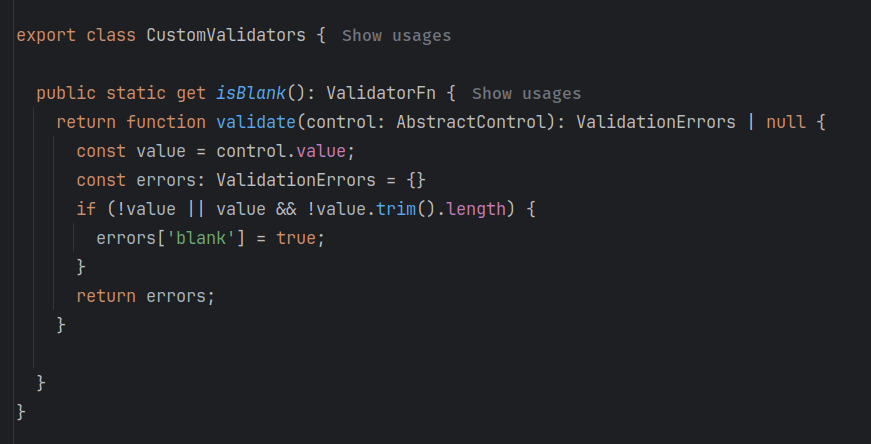 export class CustomValidators { Show usages
public static get isBlank(): ValidatorFn { Show usages
return function validate(control: AbstractControl): ValidationErrors | null {
const value = control.value;
const errors: ValidationErrors = {}
if (!value || value && !value.trim().length) {
errors['blank'] = true;
}
return errors;
}
}
}